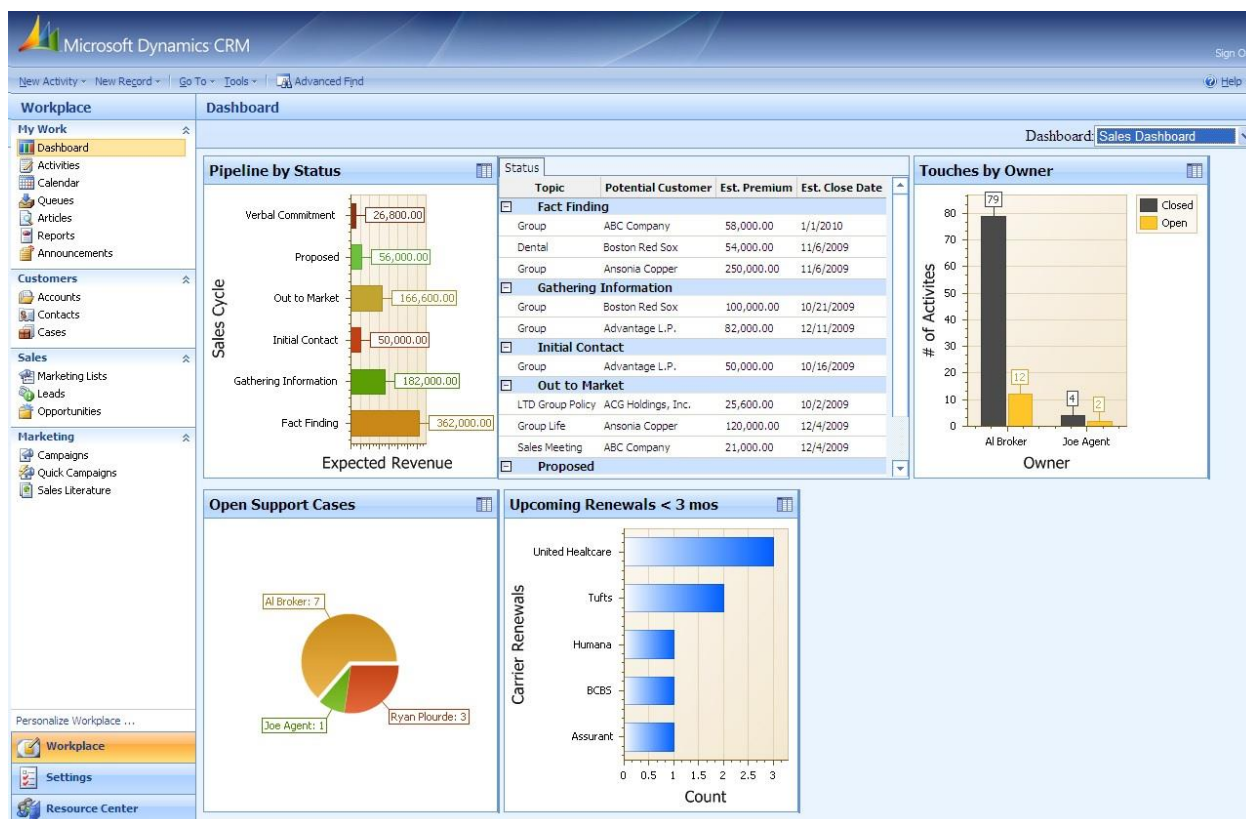 Microsoft Dynamics CRM
Sign O
New Activity New Record Go To Tools Advanced Find
Help
Workplace
Dashboard
My Work
Dashboard
Activities
Calendar
Queues
Articles
Reports
Announcements
Customers
Accounts
Contacts
Cases
Sales
Marketing Lists
Leads
Opportunities
Marketing
Campaigns
Quick Campaigns
Sales Literature
Personalize Workplace ...
Workplace
Settings
Resource Center
Dashboard: Sales Dashboard
Pipeline by Status
Sales Cycle
Verbal Commitment 26,800.00
Proposed 56,000.00
Out to Market 166,600.00
Initial Contact 50,000.00
Gathering Information 182,000.00
Fact Finding 362,000.00
Expected Revenue
Status
Topic Potential Customer Est. Premium Est. Close Date
Fact Finding
Group ABC Company 58,000.00 1/1/2010
Dental Boston Red Sox 54,000.00 11/6/2009
Group Ansonia Copper 250,000.00 11/6/2009
Gathering Information
Group Boston Red Sox 100,000.00 10/21/2009
Group Advantage L.P. 82,000.00 12/11/2009
Initial Contact
Group Advantage L.P. 50,000.00 10/16/2009
Out to Market
LTD Group Policy ACG Holdings, Inc. 25,600.00 10/2/2009
Group Life Ansonia Copper 120,000.00 12/4/2009
Sales Meeting ABC Company 21,000.00 12/4/2009
Proposed
Touches by Owner
# of Activites
80
70
60
50
40
30
20
10
0
79
12
4
2
Closed
Open
Al Broker Joe Agent
Owner
Open Support Cases
Al Broker: 7
Joe Agent: 1
Ryan Plourde: 3
Upcoming Renewals < 3 mos
Carrier Renewals
United Healtcare
Tufts
Humana
BCBS
Assurant
0 0.5 1 1.5 2 2.5 3
Count